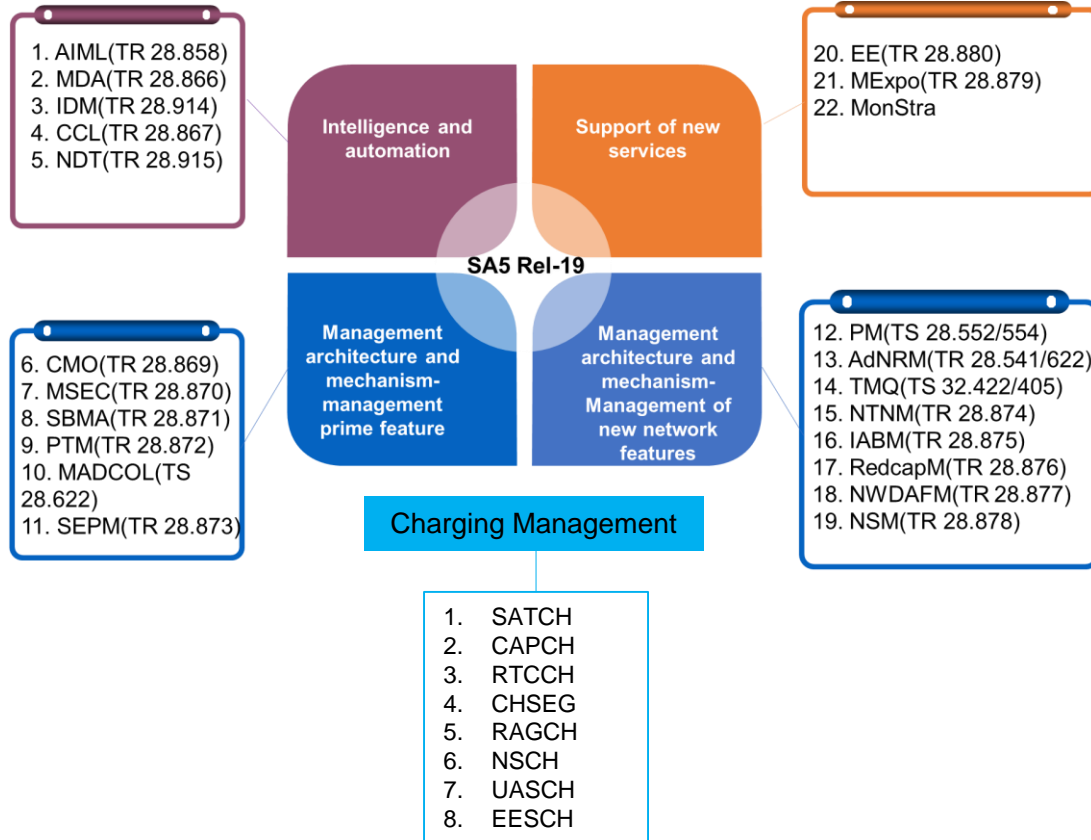 1. AIML(TR 28.858)
2. MDA(TR 28.866)
3. IDM(TR 28.914)
4. CCL(TR 28.867)
5. NDT(TR 28.915)
Intelligence and
automation
Support of new
services
20. EE(TR 28.880)
21. MExpo(TR 28.879)
22. MonStra
SA5 Rel-19
6. CMO(TR 28.869)
7. MSEC(TR 28.870)
8. SBMA(TR 28.871)
9. PTM(TR 28.872)
10. MADCOL(TS
28.622)
11. SEPM(TR 28.873)
Management
architecture and
mechanism-
management
prime feature
Management
architecture and
mechanism-
Management of
new network
features
12. PM(TS 28.552/554)
13. AdNRM(TR 28.541/622)
14. TMQ(TS 32.422/405)
15. NTNM(TR 28.874)
16. IABM(TR 28.875)
17. RedcapM(TR 28.876)
18. NWDAFM(TR 28.877)
19. NSM(TR 28.878)
Charging Management
1. SATCH
2. CAPCH
3. RTCCH
4. CHSEG
5. RAGCH
6. NSCH
7. UASCH
8. EESCH